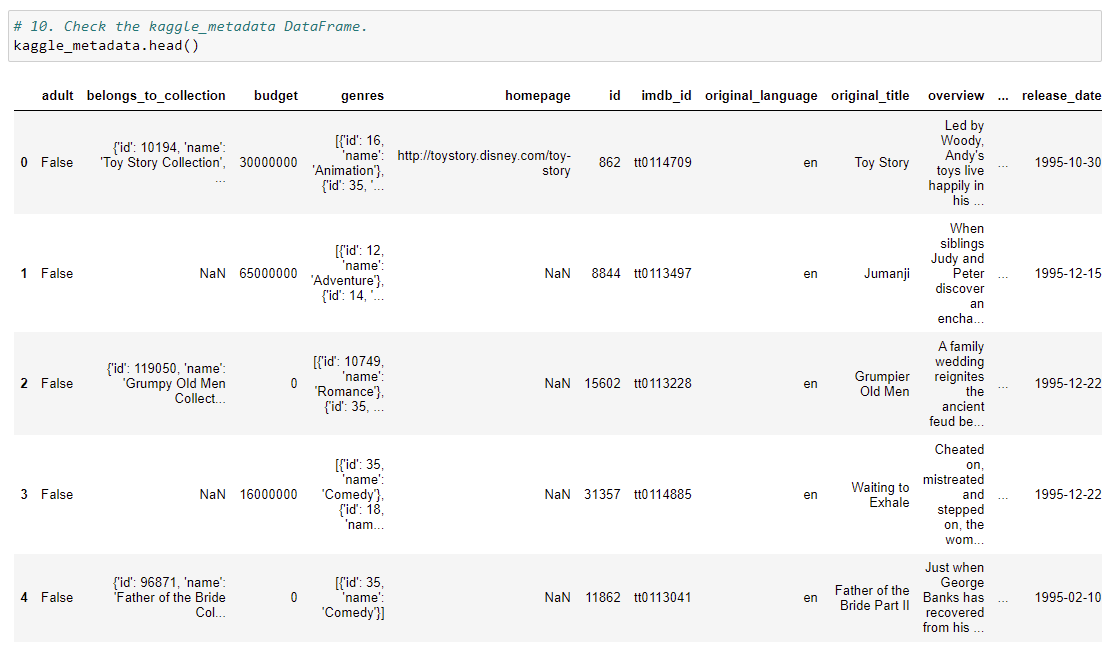 # 10. Check the kaggle_metadata DataFrame.
kaggle_metadata.head()
adult belongs_to_collection budget genres homepage id imdb_id original_language original_title overview ... release_date
0 False {'id': 10194, 'name': 'Toy Story Collection', ... 30000000 [{'id': 16, 'name': 'Animation'}, {'id': 35, '... http://toystory.disney.com/toy-story 862 tt0114709 en Toy Story Led by Woody, Andy's toys live happily in his ... ... 1995-10-30
1 False NaN 65000000 [{'id': 12, 'name': 'Adventure'}, {'id': 14, '... NaN 8844 tt0113497 en Jumanji When siblings Judy and Peter discover an encha... ... 1995-12-15
2 False {'id': 119050, 'name': 'Grumpy Old Men Collect... 0 [{'id': 10749, 'name': 'Romance'}, {'id': 35, ... NaN 15602 tt0113228 en Grumpier Old Men A family wedding reignites the ancient feud be... ... 1995-12-22
3 False NaN 16000000 [{'id': 35, 'name': 'Comedy'}, {'id': 18, 'nam... NaN 31357 tt0114885 en Waiting to Exhale Cheated on, mistreated and stepped on, the wom... ... 1995-12-22
4 False {'id': 96871, 'name': 'Father of the Bride Col... 0 [{'id': 35, 'name': 'Comedy'}] NaN 11862 tt0113041 en Father of the Bride Part II Just when George Banks has recovered from his ... ... 1995-02-10